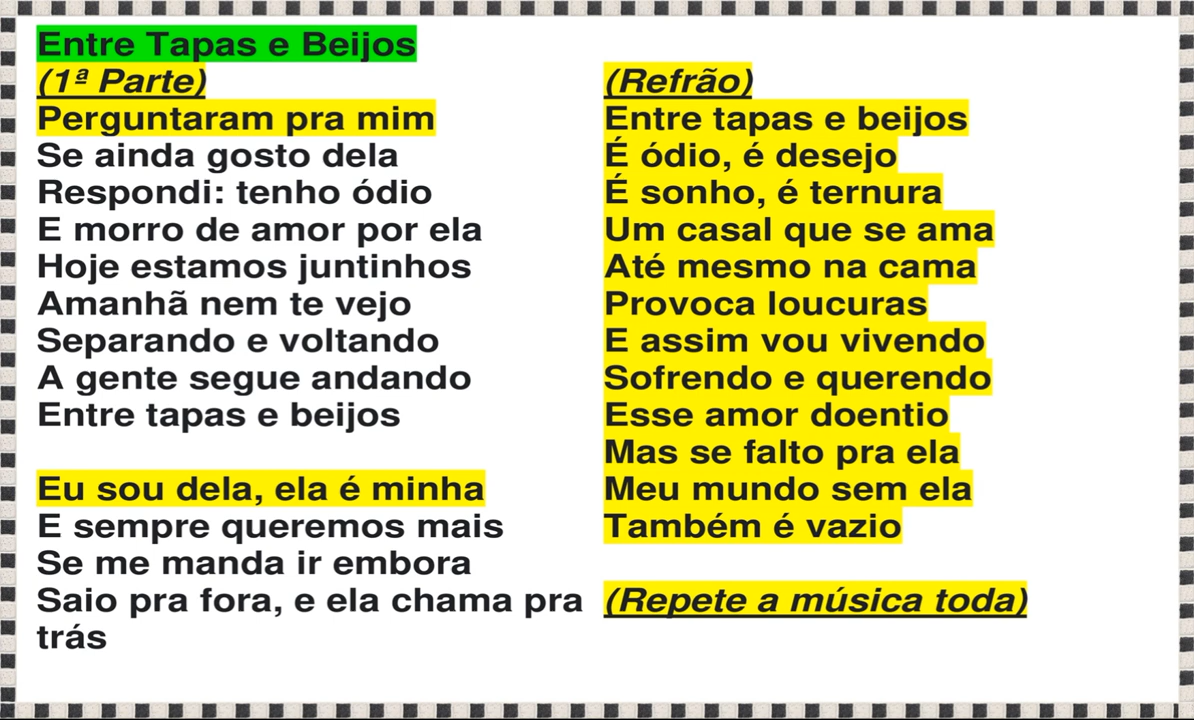 Entre Tapas e Beijos
(1ª Parte)
Perguntaram pra mim
Se ainda gosto dela
Respondi: tenho ódio
E morro de amor por ela
Hoje estamos juntinhos
Amanhã nem te vejo
Separando e voltando
A gente segue andando
Entre tapas e beijos
Eu sou dela, ela é minha
E sempre queremos mais
Se me manda ir embora
Saio pra fora, e ela chama pra
trás
(Refrão)
Entre tapas e beijos
É ódio, é desejo
É sonho, é ternura
Um casal que se ama
Até mesmo na cama
Provoca loucuras
E assim vou vivendo
Sofrendo e querendo
Esse amor doentio
Mas se falto pra ela
Meu mundo sem ela
Também é vazio
(Repete a música toda)